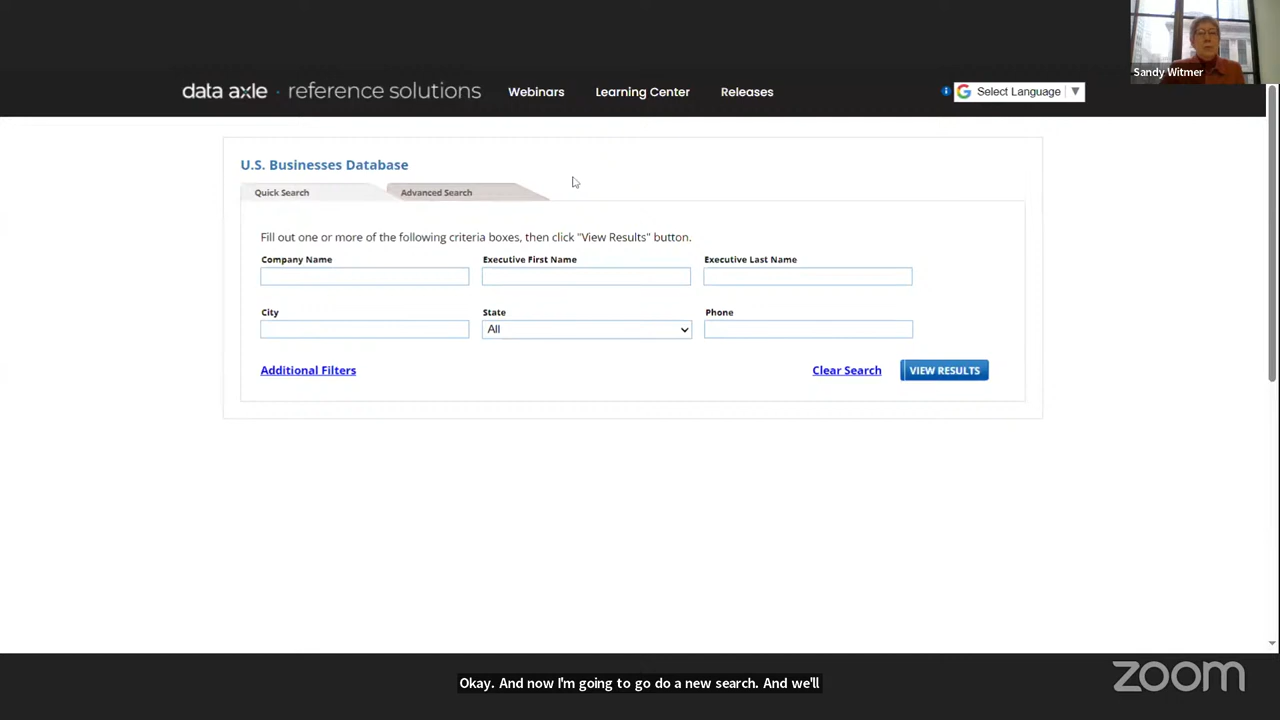 Sandy Witmer
data axle · reference solutions Webinars Learning Center Releases Select Language ▼
U.S. Businesses Database
Quick Search Advanced Search
Fill out one or more of the following criteria boxes, then click "View Results" button.
Company Name Executive First Name Executive Last Name
City State Phone
All
Additional Filters Clear Search VIEW RESULTS
Okay. And now I'm going to go do a new search. And we'll
zoom